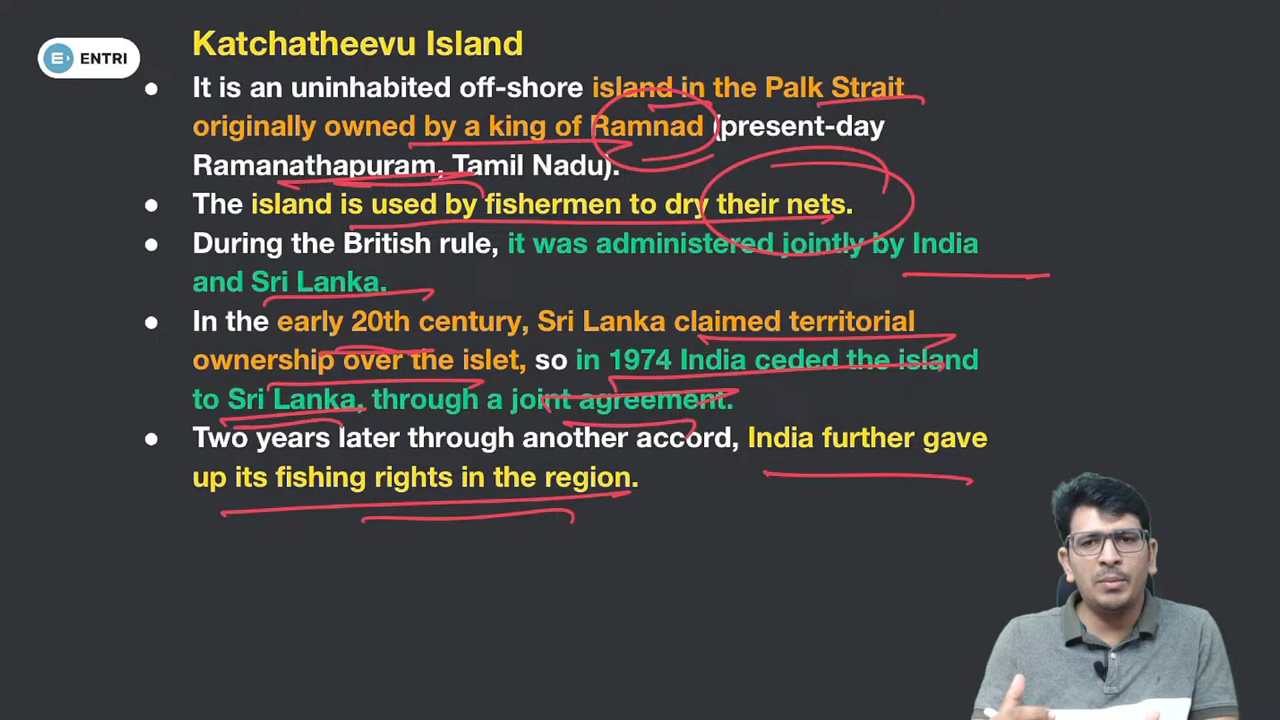 Katchatheevu Island
ENTRI
● It is an uninhabited off-shore island in the Palk Strait
originally owned by a king of Ramnad (present-day
Ramanathapuram, Tamil Nadu).
● The island is used by fishermen to dry their nets.
● During the British rule, it was administered jointly by India
and Sri Lanka.
● In the early 20th century, Sri Lanka claimed territorial
ownership over the islet, so in 1974 India ceded the island
to Sri Lanka, through a joint agreement.
● Two years later through another accord, India further gave
up its fishing rights in the region.